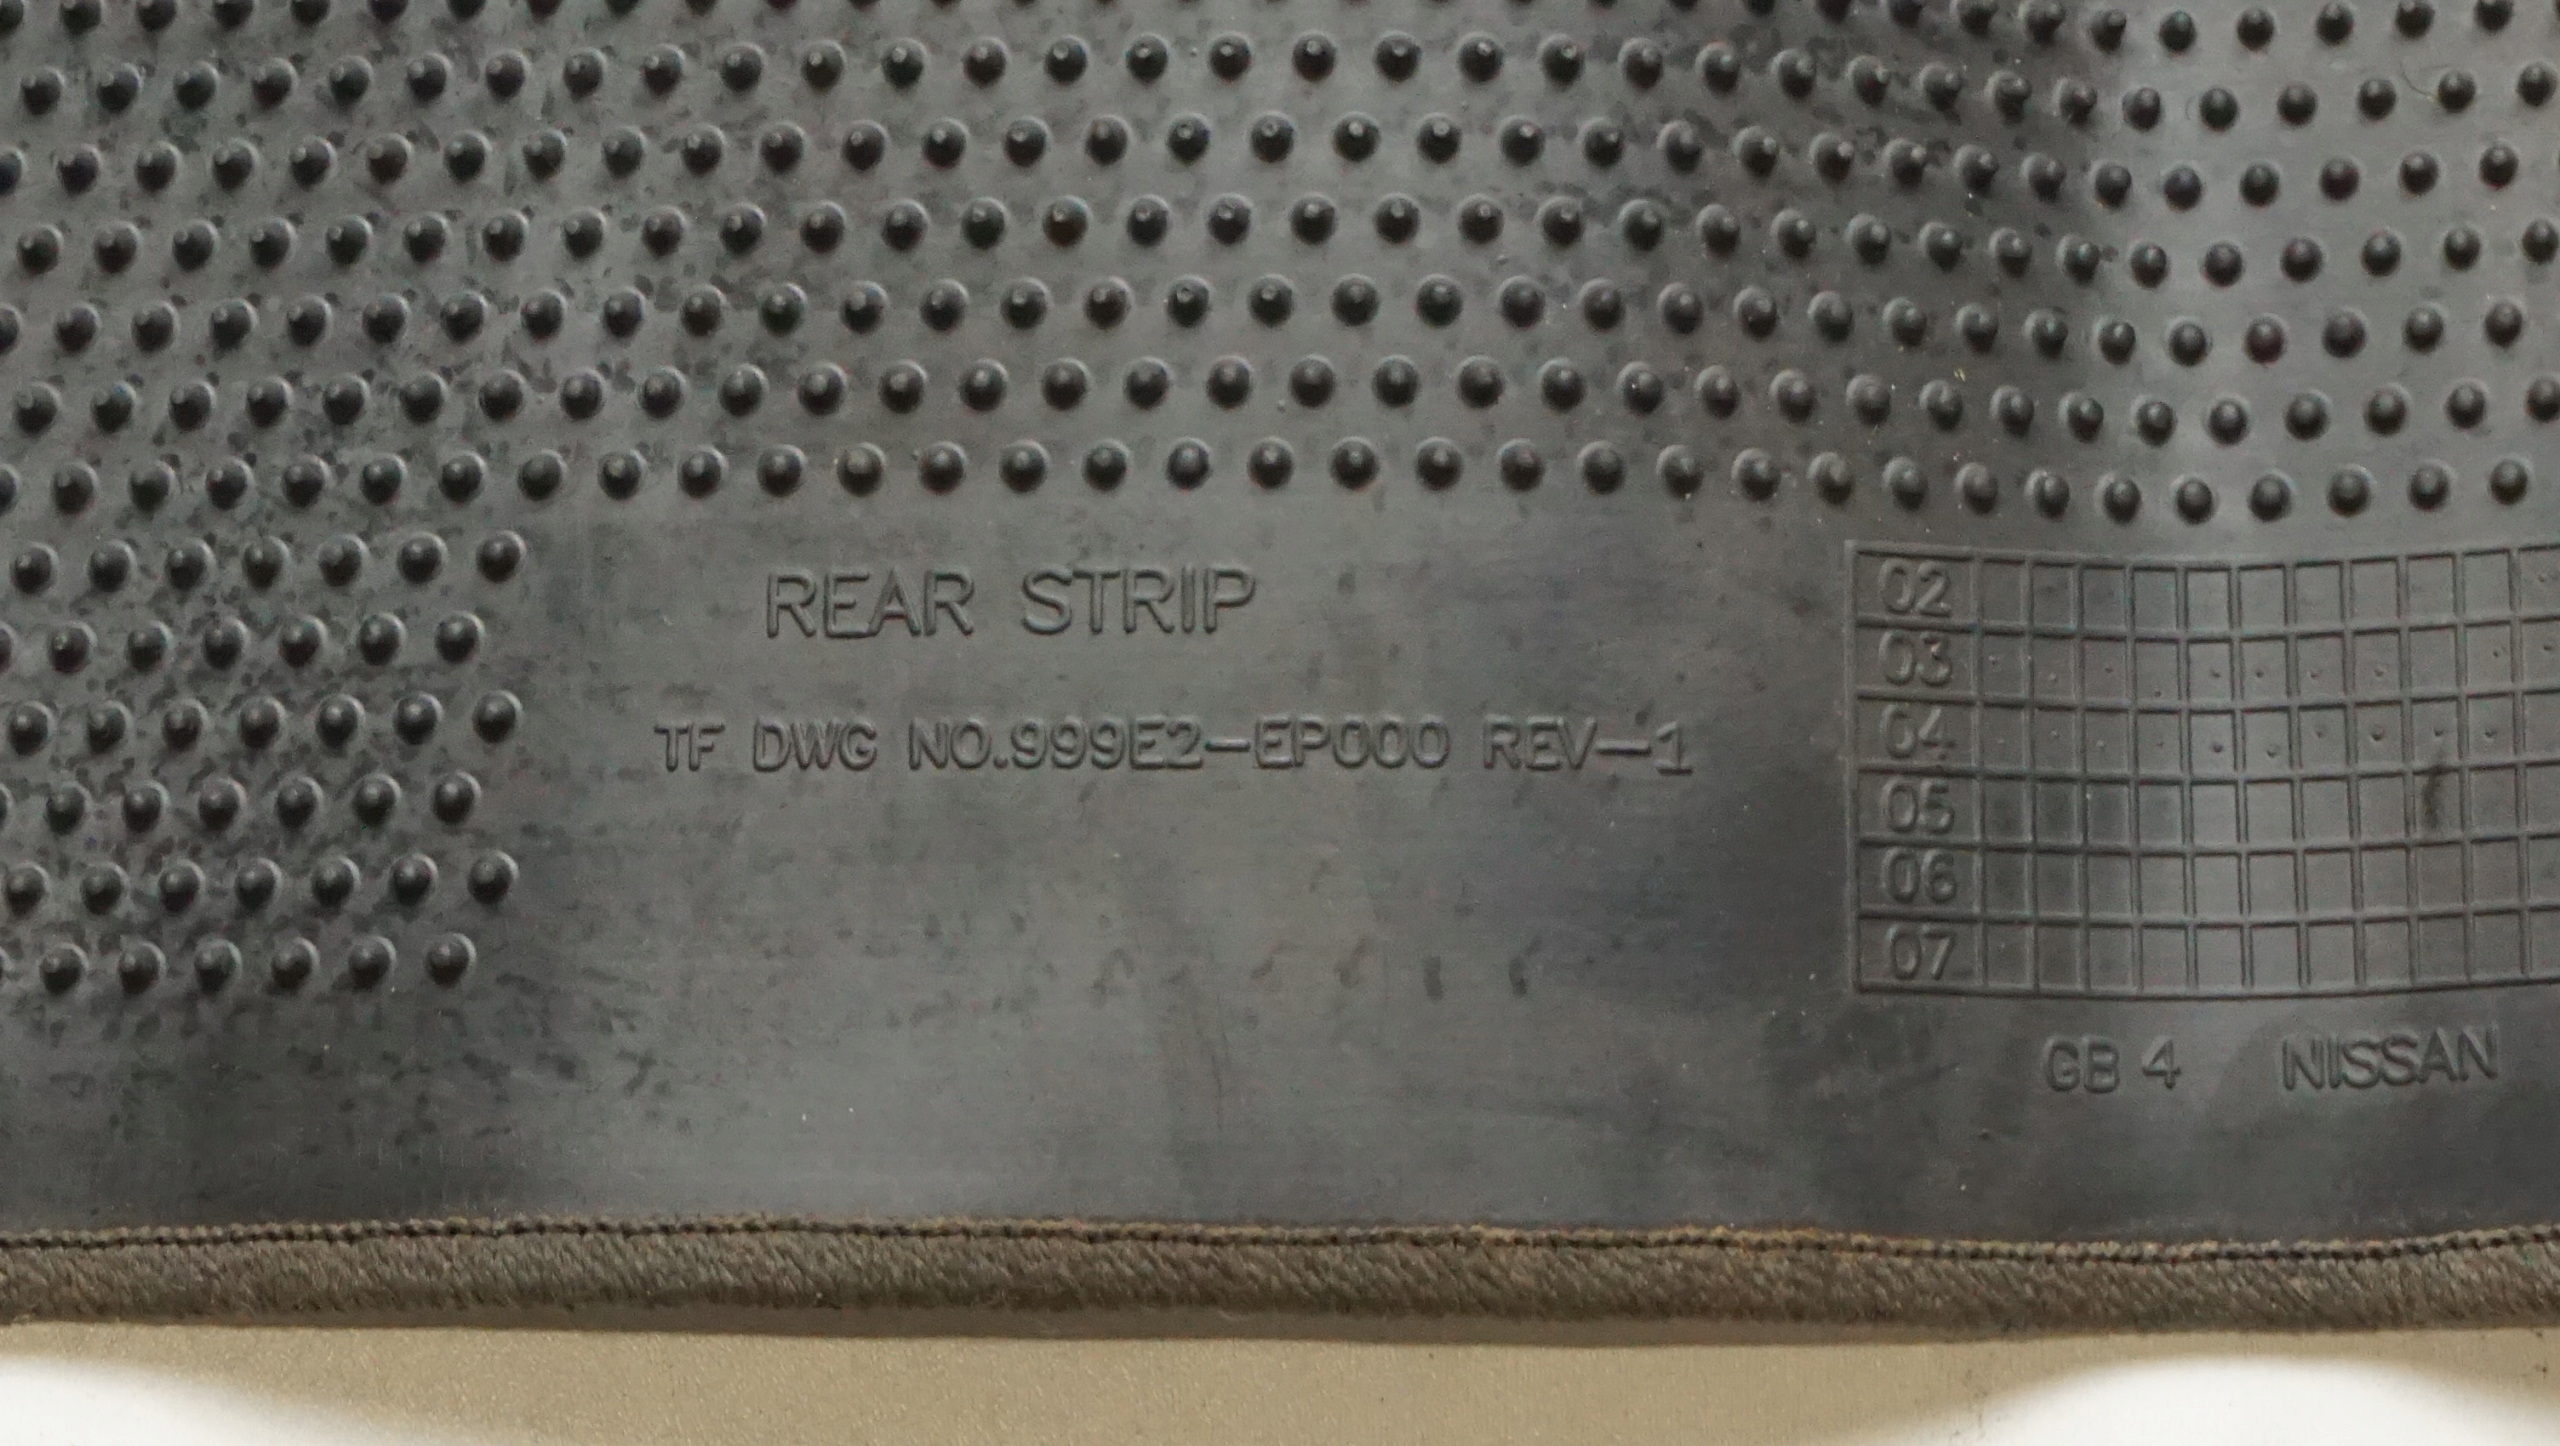 REAR STRIP
TF DWG NO.999E2-EP000 REV-1
02
03
04
05
06
07
GB 4 NISSAN